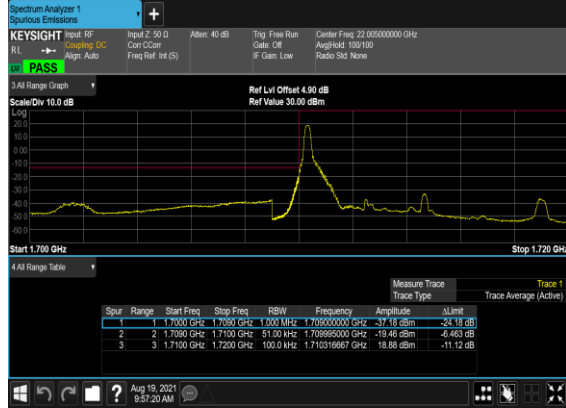 Spectrum Analyzer 1
Spurious Emissions
+
KEYSIGHT Input: RF Input Z: 50 Ω Atten: 40 dB Trig: Free Run Center Freq: 22.005000000 GHz
RL Coupling: DC Corr CCorr Gate: Off Avg|Hold: 100/100
Align: Auto Freq Ref: Int (S) IF Gain: Low Radio Std: None
PASS
3 All Range Graph
Ref Lvl Offset 4.90 dB
Scale/Div 10.0 dB Ref Value 30.00 dBm
Log
20.0
10.0
0.00
-10.0
-20.0
-30.0
-40.0
-50.0
-60.0
Start 1.700 GHz Stop 1.720 GHz
4 All Range Table
Measure Trace Trace 1
Trace Type Trace Average (Active)
Spur Range Start Freq Stop Freq RBW Frequency Amplitude ΔLimit
1 1 1.7000 GHz 1.7090 GHz 1.000 MHz 1.709000000 GHz -37.18 dBm -24.18 dB
2 2 1.7090 GHz 1.7100 GHz 51.00 kHz 1.709995000 GHz -19.46 dBm -6.463 dB
3 3 1.7100 GHz 1.7200 GHz 100.0 kHz 1.710316667 GHz 18.88 dBm -11.12 dB
?
Aug 19, 2021
9:57:20 AM